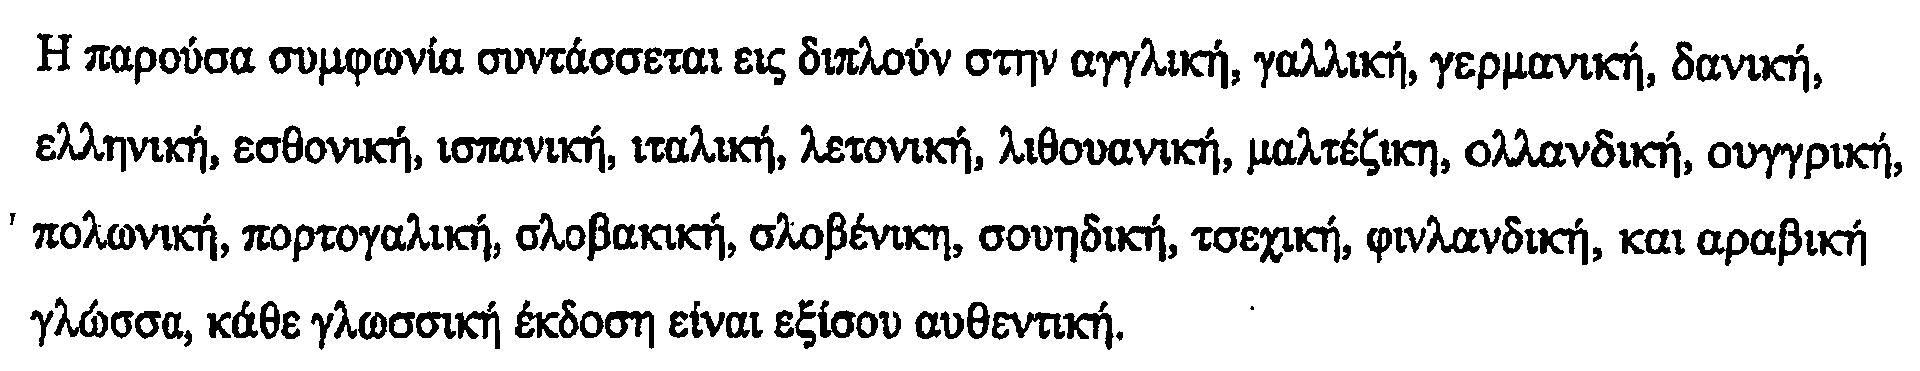 Η παρούσα συμφωνία συντάσσεται εις διπλούν στην αγγλική, γαλλική, γερμανική, δανική,
ελληνική, εσθονική, ισπανική, ιταλική, λετονική, λιθουανική, μαλτέζικη, ολλανδική, ουγγρική,
πολωνική, πορτογαλική, σλοβακική, σλοβένικη, σουηδική, τσεχική, φινλανδική, και αραβική
γλώσσα, κάθε γλωσσική έκδοση είναι εξίσου αυθεντική.